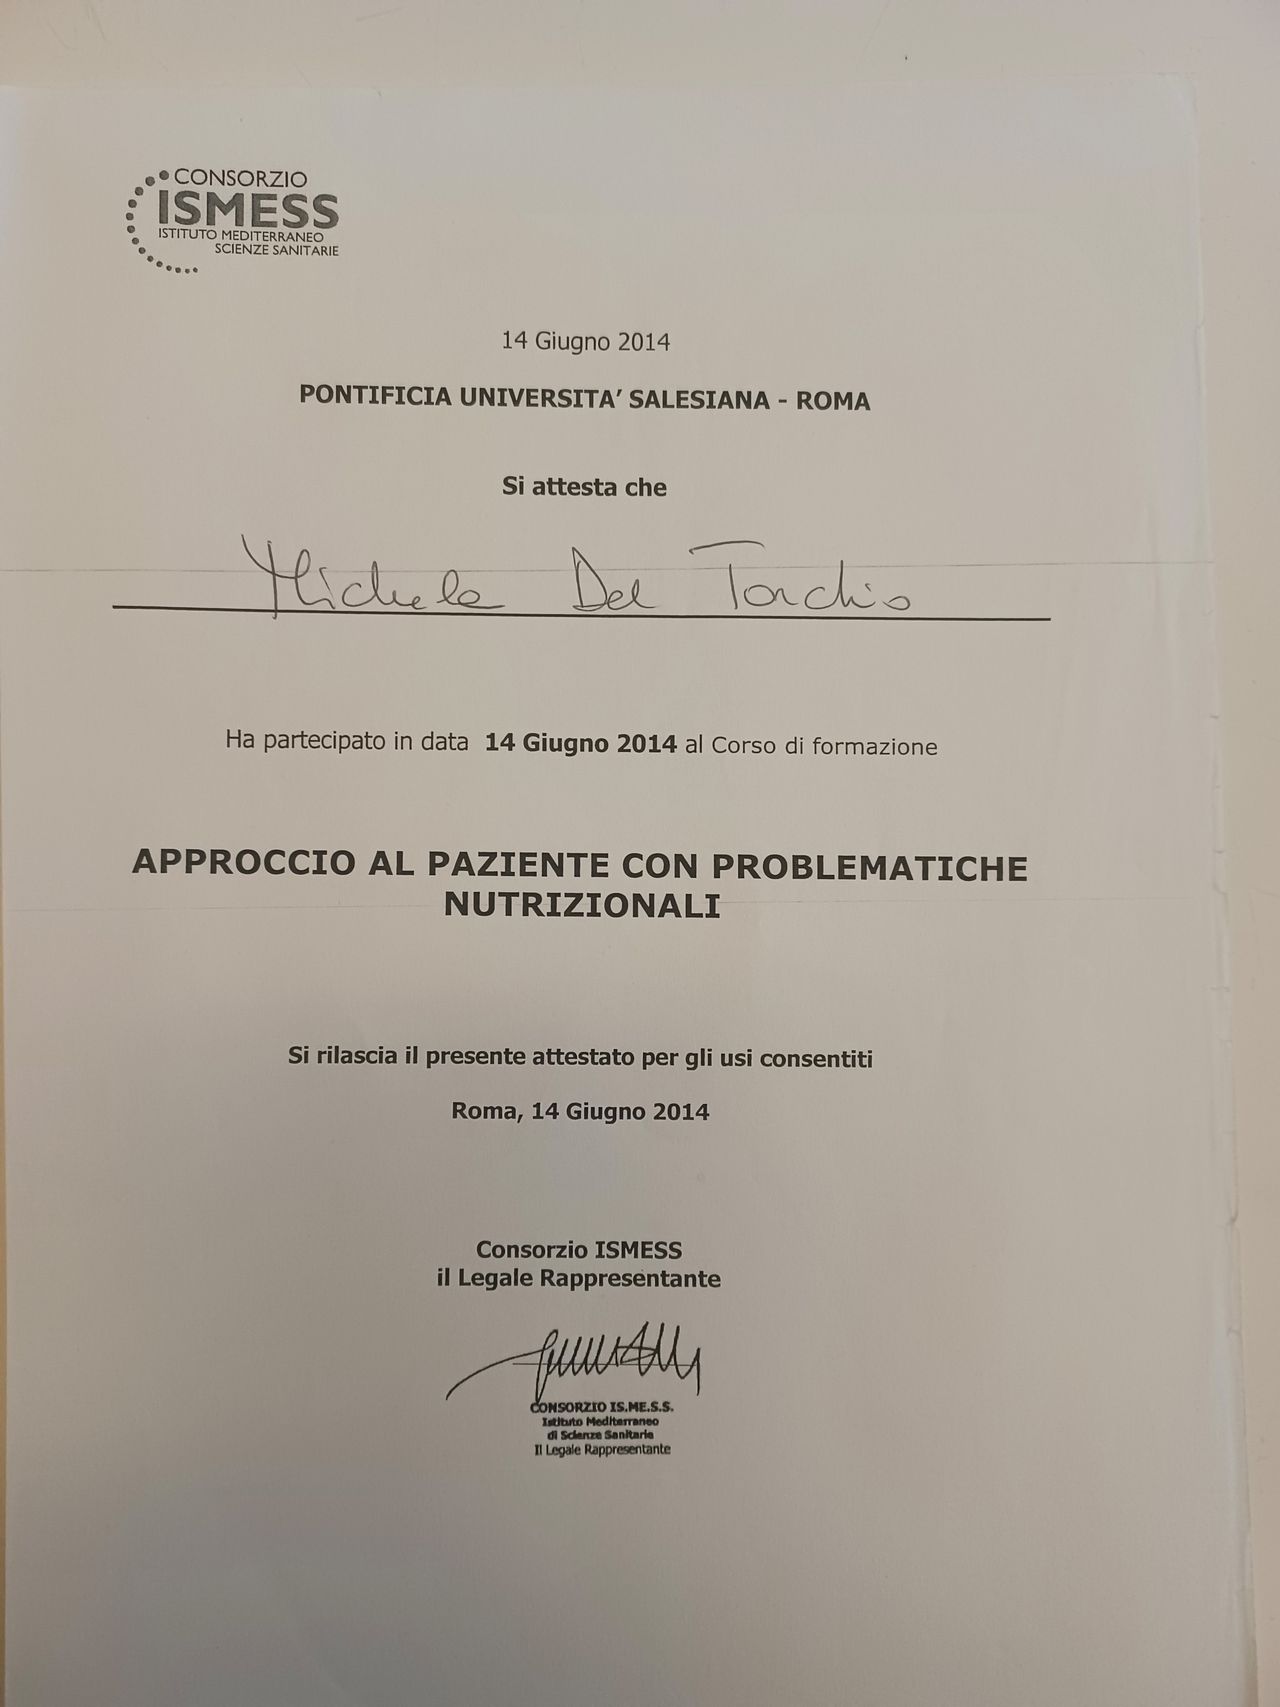 CONSORZIO
ISMESS
ISTITUTO MEDITERRANEO
SCIENZE SANITARIE
14 Giugno 2014
PONTIFICIA UNIVERSITA’ SALESIANA - ROMA
Si attesta che
Michela Del Torchio
Ha partecipato in data 14 Giugno 2014 al Corso di formazione
APPROCCIO AL PAZIENTE CON PROBLEMATICHE
NUTRIZIONALI
Si rilascia il presente attestato per gli usi consentiti
Roma, 14 Giugno 2014
Consorzio ISMESS
il Legale Rappresentante
CONSORZIO IS.ME.S.S.
Istituto Mediterraneo
di Scienze Sanitarie
Il Legale Rappresentante